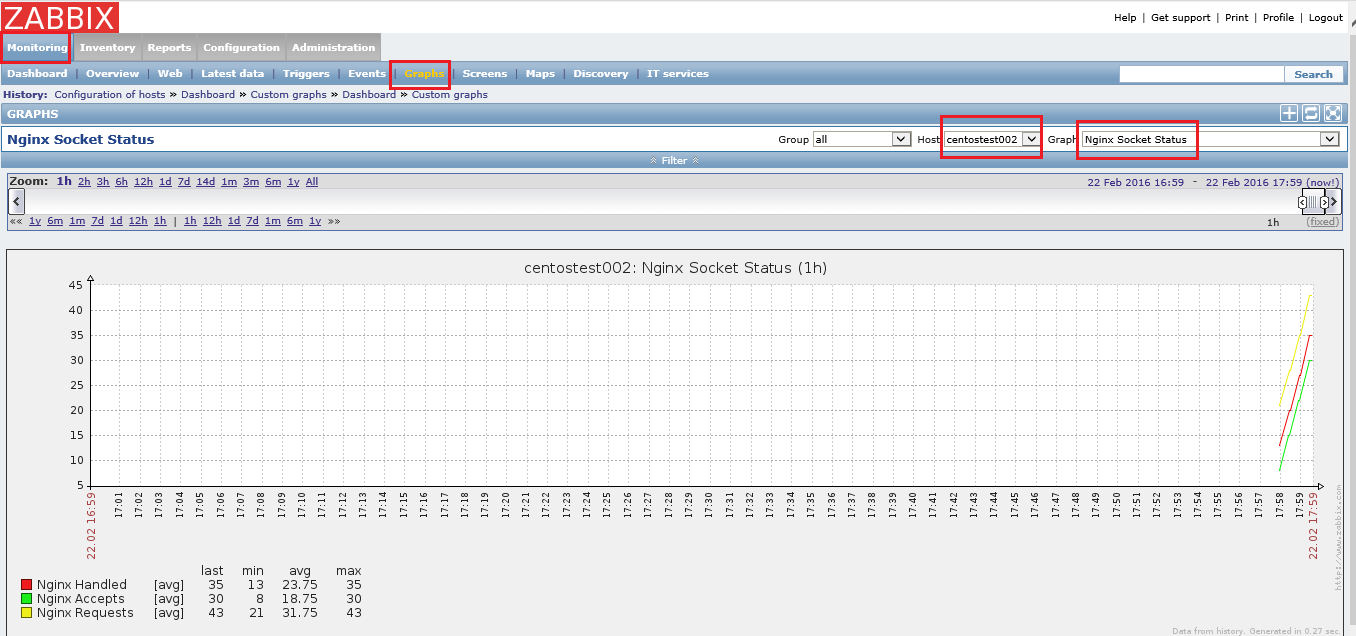 ZABBIX
Help | Get support | Print | Profile | Logout
Monitoring Inventory Reports Configuration Administration
Dashboard | Overview | Web | Latest data | Triggers | Events | Graphs | Screens | Maps | Discovery | IT services Search
History: Configuration of hosts » Dashboard » Custom graphs » Dashboard » Custom graphs
GRAPHS
Nginx Socket Status Group all Host centostest002 Graph Nginx Socket Status
Filter
Zoom: 1h 2h 3h 6h 12h 1d 7d 14d 1m 3m 6m 1y All 22 Feb 2016 16:59 - 22 Feb 2016 17:59 (now!)
«« 1y 6m 1m 7d 1d 12h 1h | 1h 12h 1d 7d 1m 6m 1y »» 1h (fixed)
centostest002: Nginx Socket Status (1h)
45
40
35
30
25
20
15
10
5
22.02 16:59 17:01 17:02 17:03 17:04 17:05 17:06 17:07 17:08 17:09 17:10 17:11 17:12 17:13 17:14 17:15 17:16 17:17 17:18 17:19 17:20 17:21 17:22 17:23 17:24 17:25 17:26 17:27 17:28 17:29 17:30 17:31 17:32 17:33 17:34 17:35 17:36 17:37 17:38 17:39 17:40 17:41 17:42 17:43 17:44 17:45 17:46 17:47 17:48 17:49 17:50 17:51 17:52 17:53 17:54 17:55 17:56 17:57 17:58 17:59 22.02 17:59
http://www.zabbix.com
last min avg max
Nginx Handled [avg] 35 13 23.75 35
Nginx Accepts [avg] 30 8 18.75 30
Nginx Requests [avg] 43 21 31.75 43
Data from history. Generated in 0.27 sec.